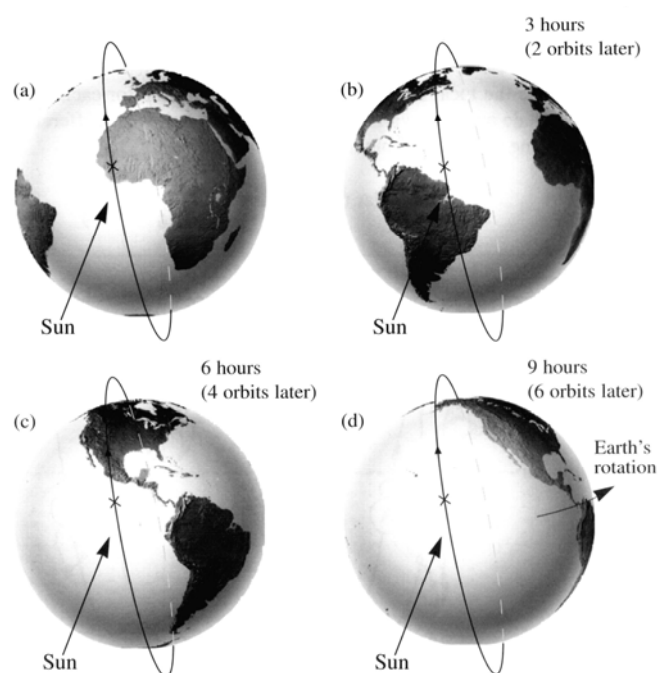 (a)
Sun
3 hours
(2 orbits later)
(b)
Sun
6 hours
(4 orbits later)
(c)
Sun
9 hours
(6 orbits later)
(d)
Earth's
rotation
Sun